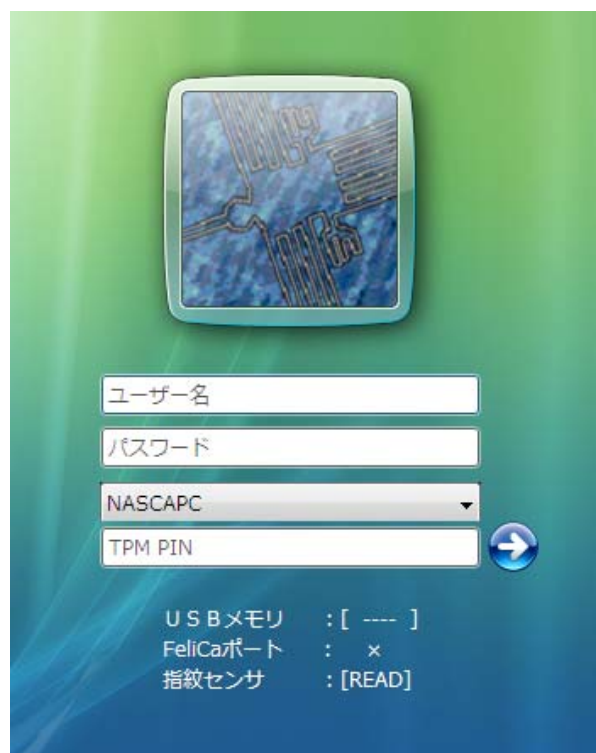 ユーザー名
パスワード
NASCAPC
TPM PIN
ＵＳＢメモリ　：[ ---- ]
FeliCaポート　：　×
指紋センサ　：[READ]